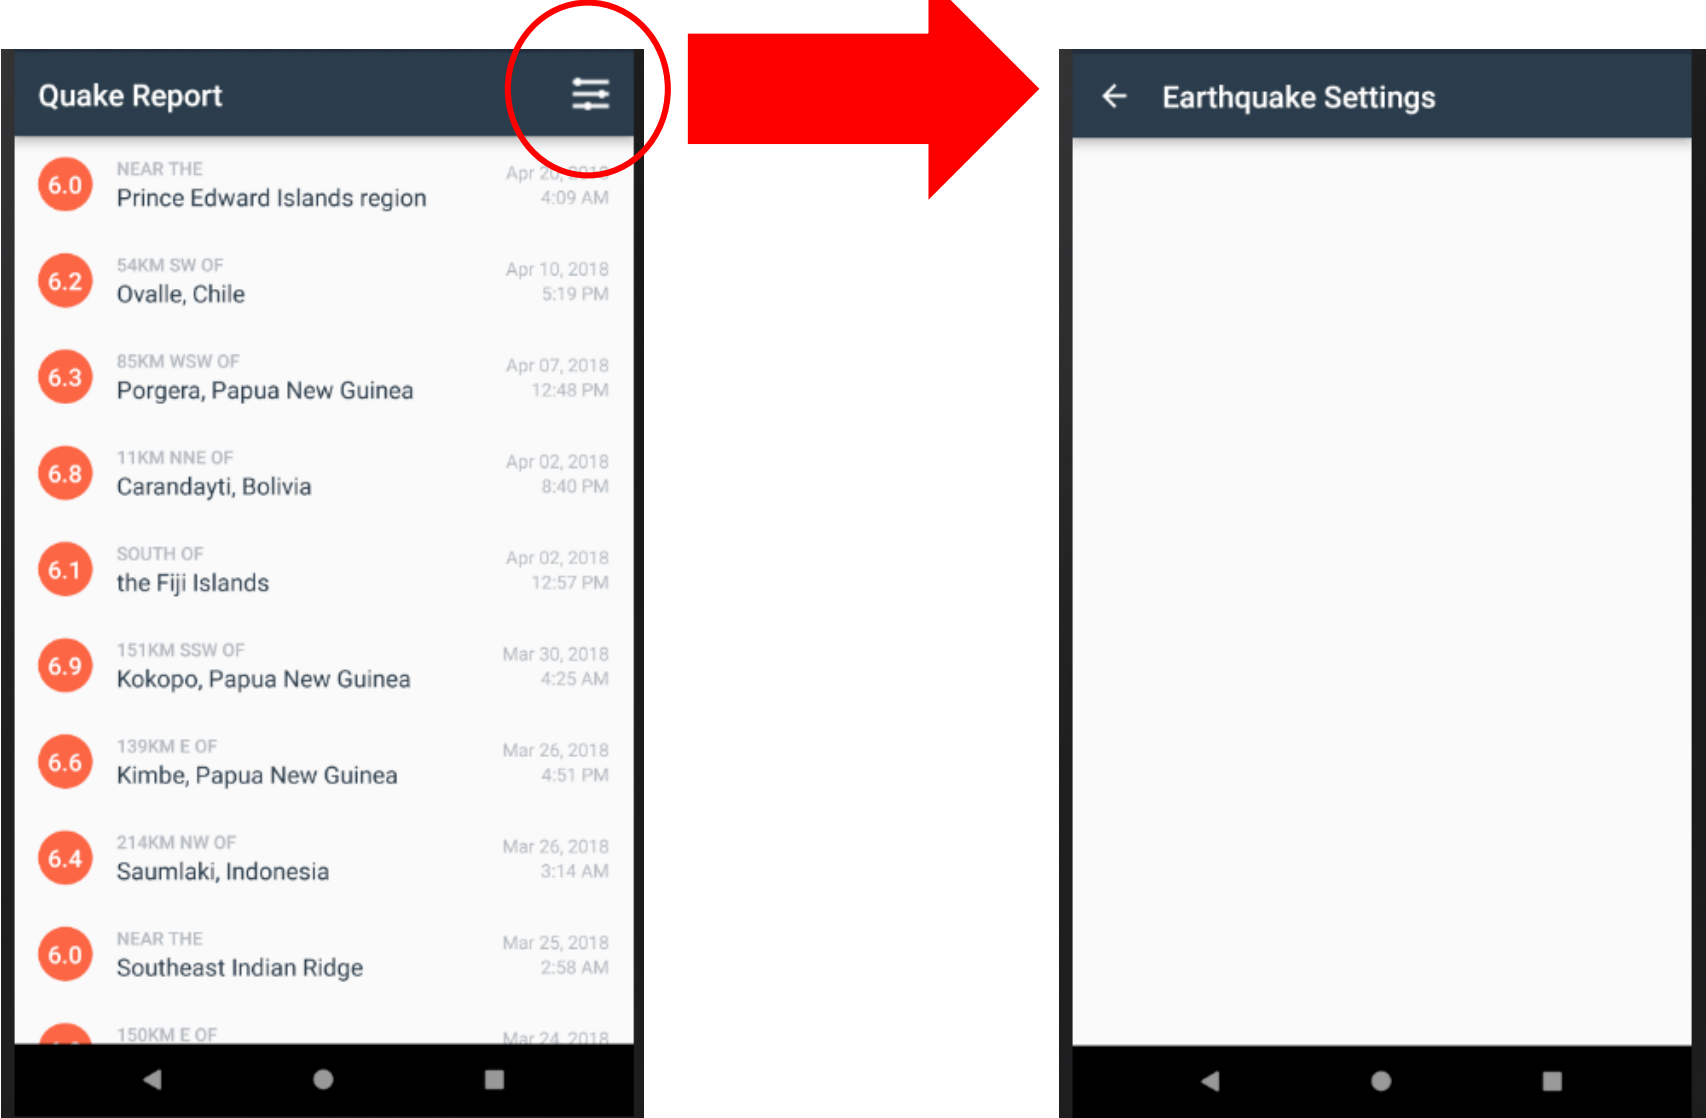 Quake Report
6.0
NEAR THE
Prince Edward Islands region
Apr 20, 2018
4:09 AM
6.2
54KM SW OF
Ovalle, Chile
Apr 10, 2018
5:19 PM
6.3
85KM WSW OF
Porgera, Papua New Guinea
Apr 07, 2018
12:48 PM
6.8
11KM NNE OF
Carandayti, Bolivia
Apr 02, 2018
8:40 PM
6.1
SOUTH OF
the Fiji Islands
Apr 02, 2018
12:57 PM
6.9
151KM SSW OF
Kokopo, Papua New Guinea
Mar 30, 2018
4:25 AM
6.6
139KM E OF
Kimbe, Papua New Guinea
Mar 26, 2018
4:51 PM
6.4
214KM NW OF
Saumlaki, Indonesia
Mar 26, 2018
3:14 AM
6.0
NEAR THE
Southeast Indian Ridge
Mar 25, 2018
2:58 AM
150KM E OF
Mar 24, 2018
Earthquake Settings